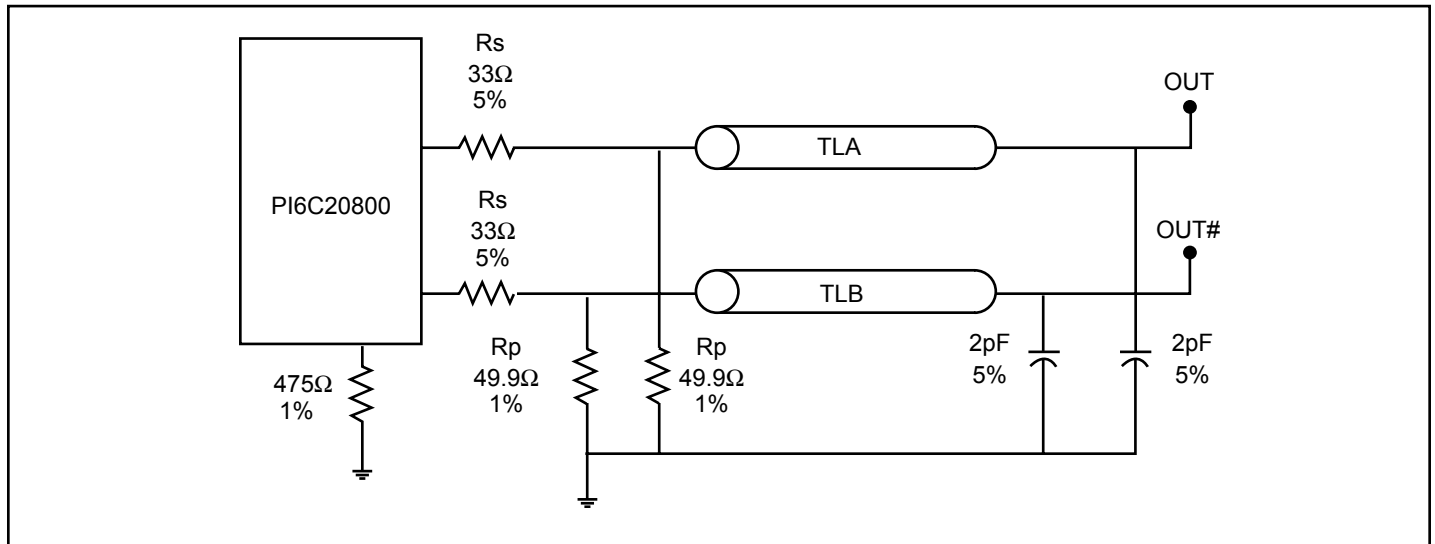 Rs
33Ω
5%
OUT
TLA
PI6C20800
Rs
33Ω
5%
OUT#
TLB
Rp
49.9Ω
1%
Rp
49.9Ω
1%
2pF
5%
2pF
5%
475Ω
1%